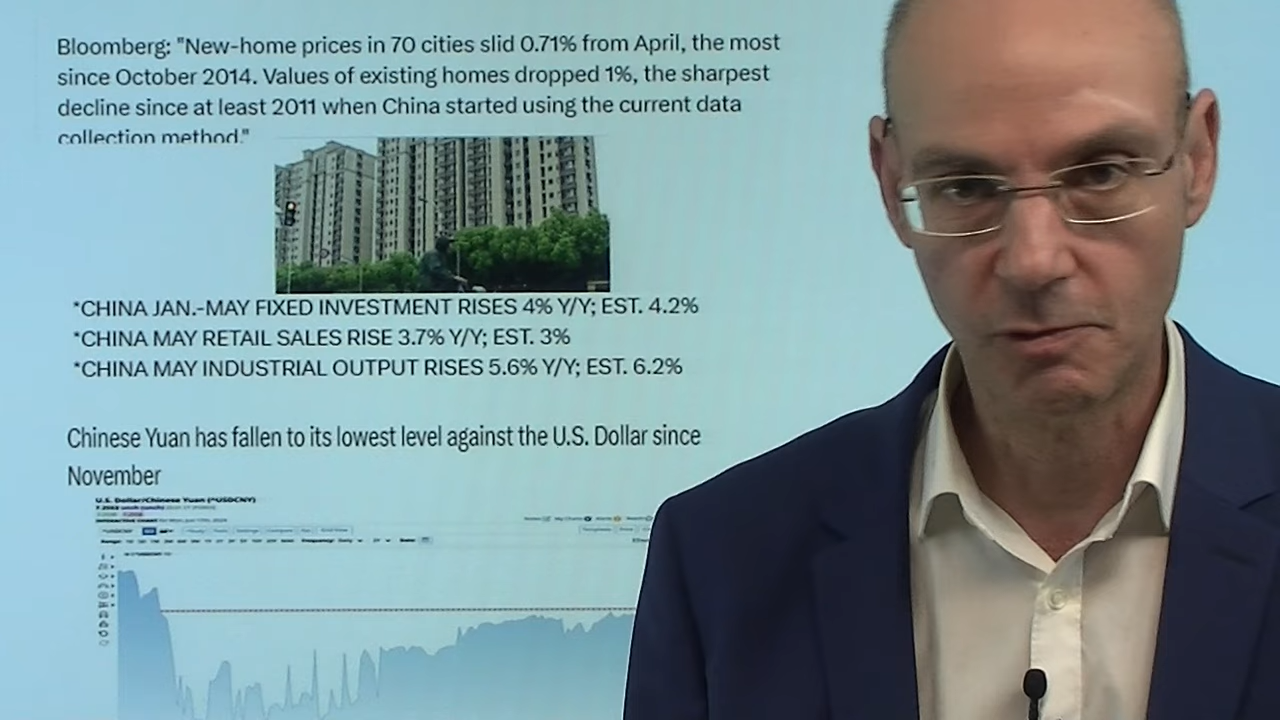 Bloomberg: "New-home prices in 70 cities slid 0.71% from April, the most
since October 2014. Values of existing homes dropped 1%, the sharpest
decline since at least 2011 when China started using the current data
collection method."
*CHINA JAN.-MAY FIXED INVESTMENT RISES 4% Y/Y; EST. 4.2%
*CHINA MAY RETAIL SALES RISE 3.7% Y/Y; EST. 3%
*CHINA MAY INDUSTRIAL OUTPUT RISES 5.6% Y/Y; EST. 6.2%
Chinese Yuan has fallen to its lowest level against the U.S. Dollar since
November
U.S. Dollar/Chinese Yuan (^USDCNY)